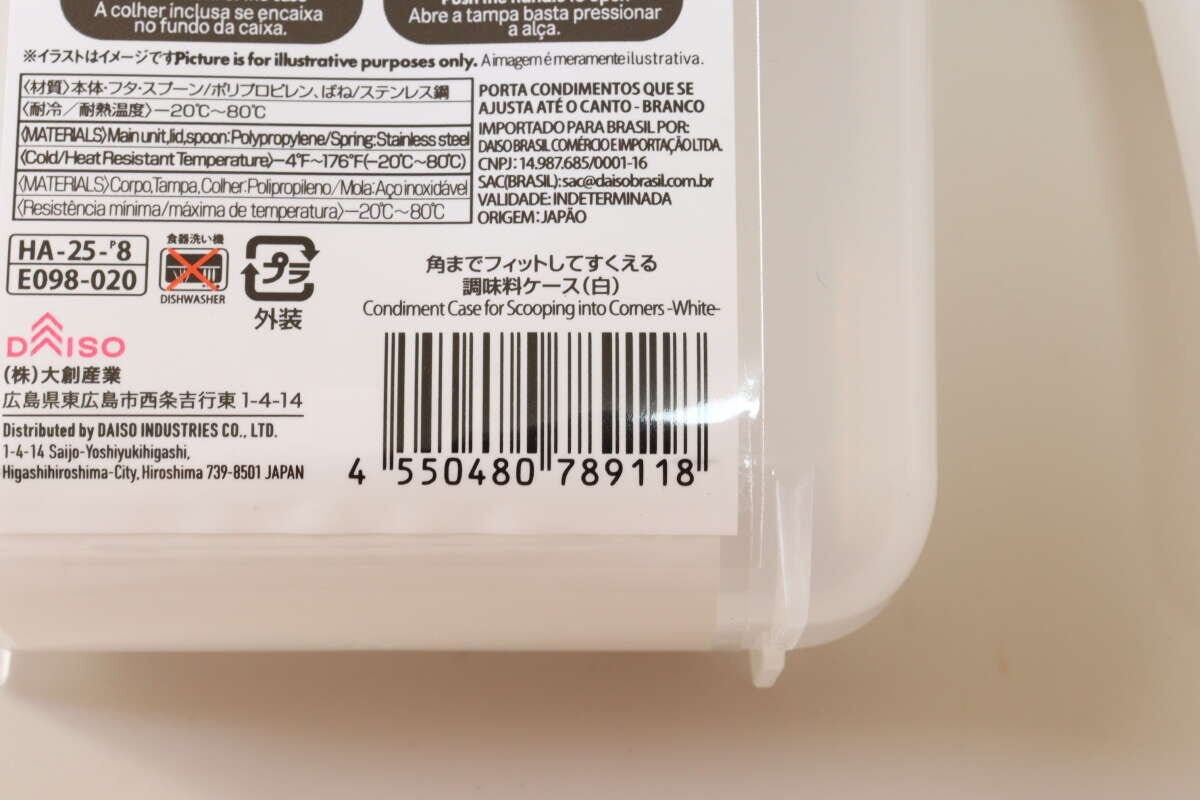 A colher inclusa se encaixa
no fundo da caixa.
Push the handle to open
Abre a tampa basta pressionar
a alça.
※イラストはイメージです Picture is for illustrative purposes only. A imagem é meramente ilustrativa.
〈材質〉本体・フタ・スプーン/ポリプロピレン、ばね/ステンレス鋼
〈耐冷/耐熱温度〉−20℃〜80℃
〈MATERIALS〉Main unit,lid,spoon:Polypropylene/Spring:Stainless steel
〈Cold/Heat Resistant Temperature〉−4℉〜176℉(−20℃〜80℃)
〈MATERIALS〉Corpo,Tampa,Colher:Polipropileno/Mola:Aço inoxidável
〈Resistência mínima/máxima de temperatura〉−20℃〜80℃
PORTA CONDIMENTOS QUE SE
AJUSTA ATÉ O CANTO - BRANCO
IMPORTADO PARA BRASIL POR:
DAISO BRASIL COMÉRCIO E IMPORTAÇÃO LTDA.
CNPJ: 14.987.685/0001-16
SAC(BRASIL): sac@daisobrasil.com.br
VALIDADE: INDETERMINADA
ORIGEM: JAPÃO
HA-25-P8
E098-020
食器洗い機
DISHWASHER
プラ
外装
角までフィットしてすくえる
調味料ケース(白)
Condiment Case for Scooping into Corners -White-
DAISO
(株)大創産業
広島県東広島市西条吉行東1-4-14
Distributed by DAISO INDUSTRIES CO., LTD.
1-4-14 Saijo-Yoshiyukihigashi,
Higashihiroshima-City, Hiroshima 739-8501 JAPAN
4 550480 789118